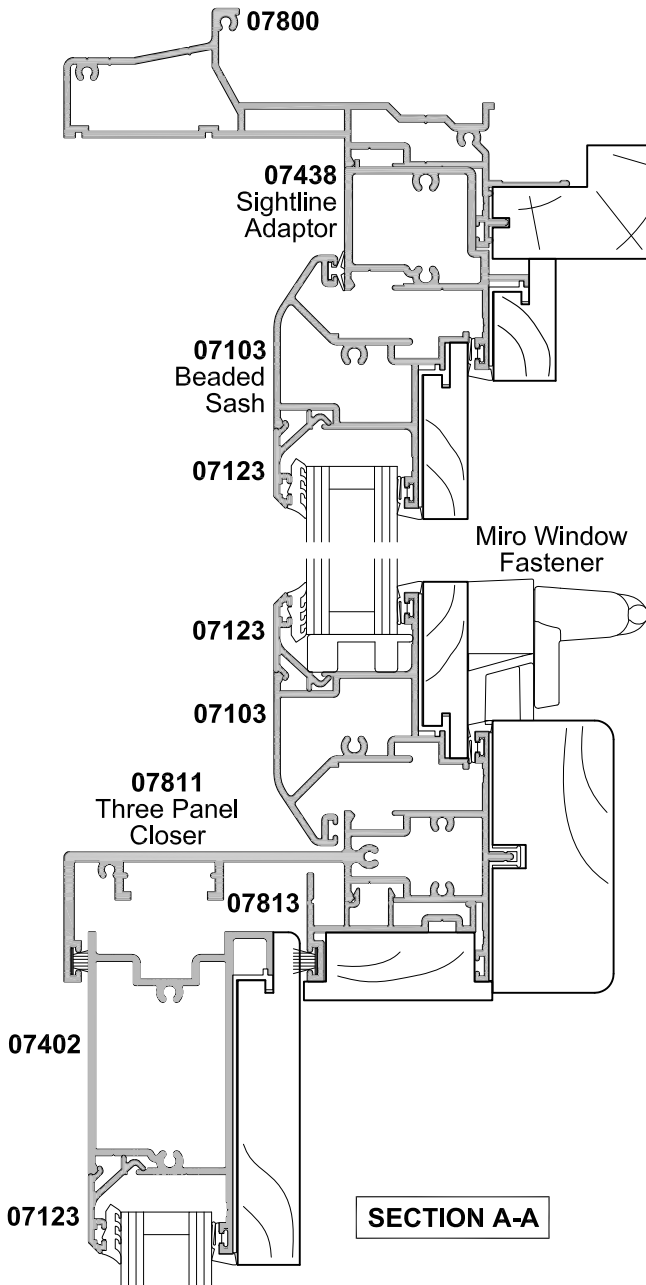 07800
07438
Sightline
Adaptor
07103
Beaded
Sash
07123
Miro Window
Fastener
07123
07103
07811
Three Panel
Closer
07813
07402
07123
SECTION A-A